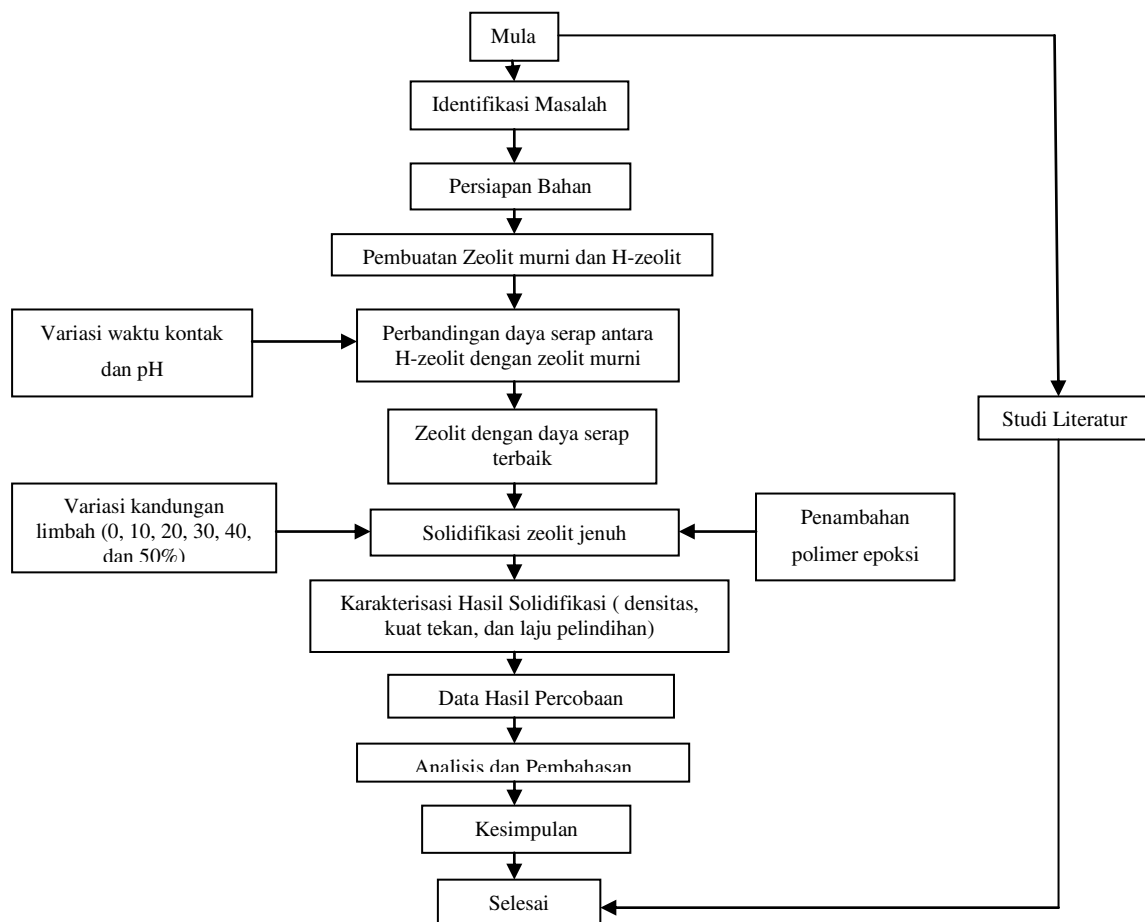 Mula
Identifikasi Masalah
Persiapan Bahan
Pembuatan Zeolit murni dan H-zeolit
Variasi waktu kontak
dan pH
Perbandingan daya serap antara
H-zeolit dengan zeolit murni
Zeolit dengan daya serap
terbaik
Studi Literatur
Variasi kandungan
limbah (0, 10, 20, 30, 40,
dan 50%)
Solidifikasi zeolit jenuh
Penambahan
polimer epoksi
Karakterisasi Hasil Solidifikasi ( densitas,
kuat tekan, dan laju pelindihan)
Data Hasil Percobaan
Analisis dan Pembahasan
Kesimpulan
Selesai